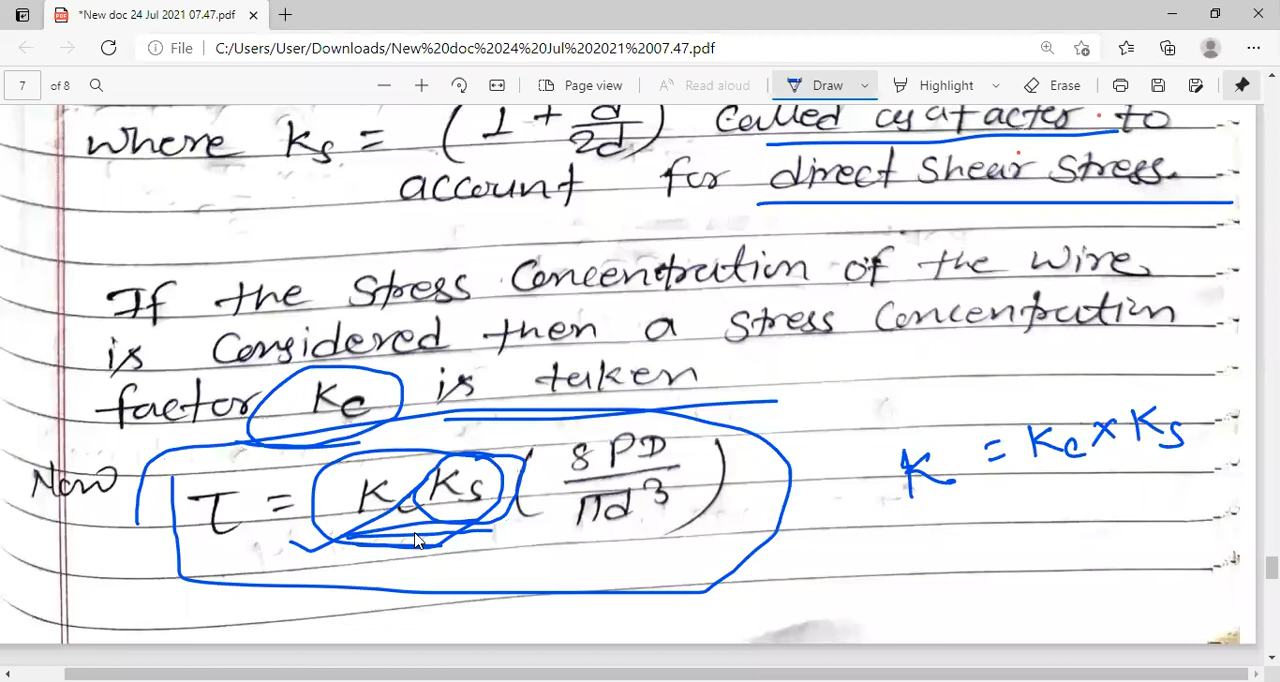 *New doc 24 Jul 2021 07.47.pdf
File | C:/Users/User/Downloads/New%20doc%2024%20Jul%202021%2007.47.pdf
7 of 8 Page view Read aloud Draw Highlight Erase
where Ks = (1 + d/2d) called to
account for direct shear stress.
If the stress Concentration of the wire
is Considered then a stress Concentration
factor Kc is taken
K = Kc × Ks
Now τ = Kc Ks (8PD/πd³)